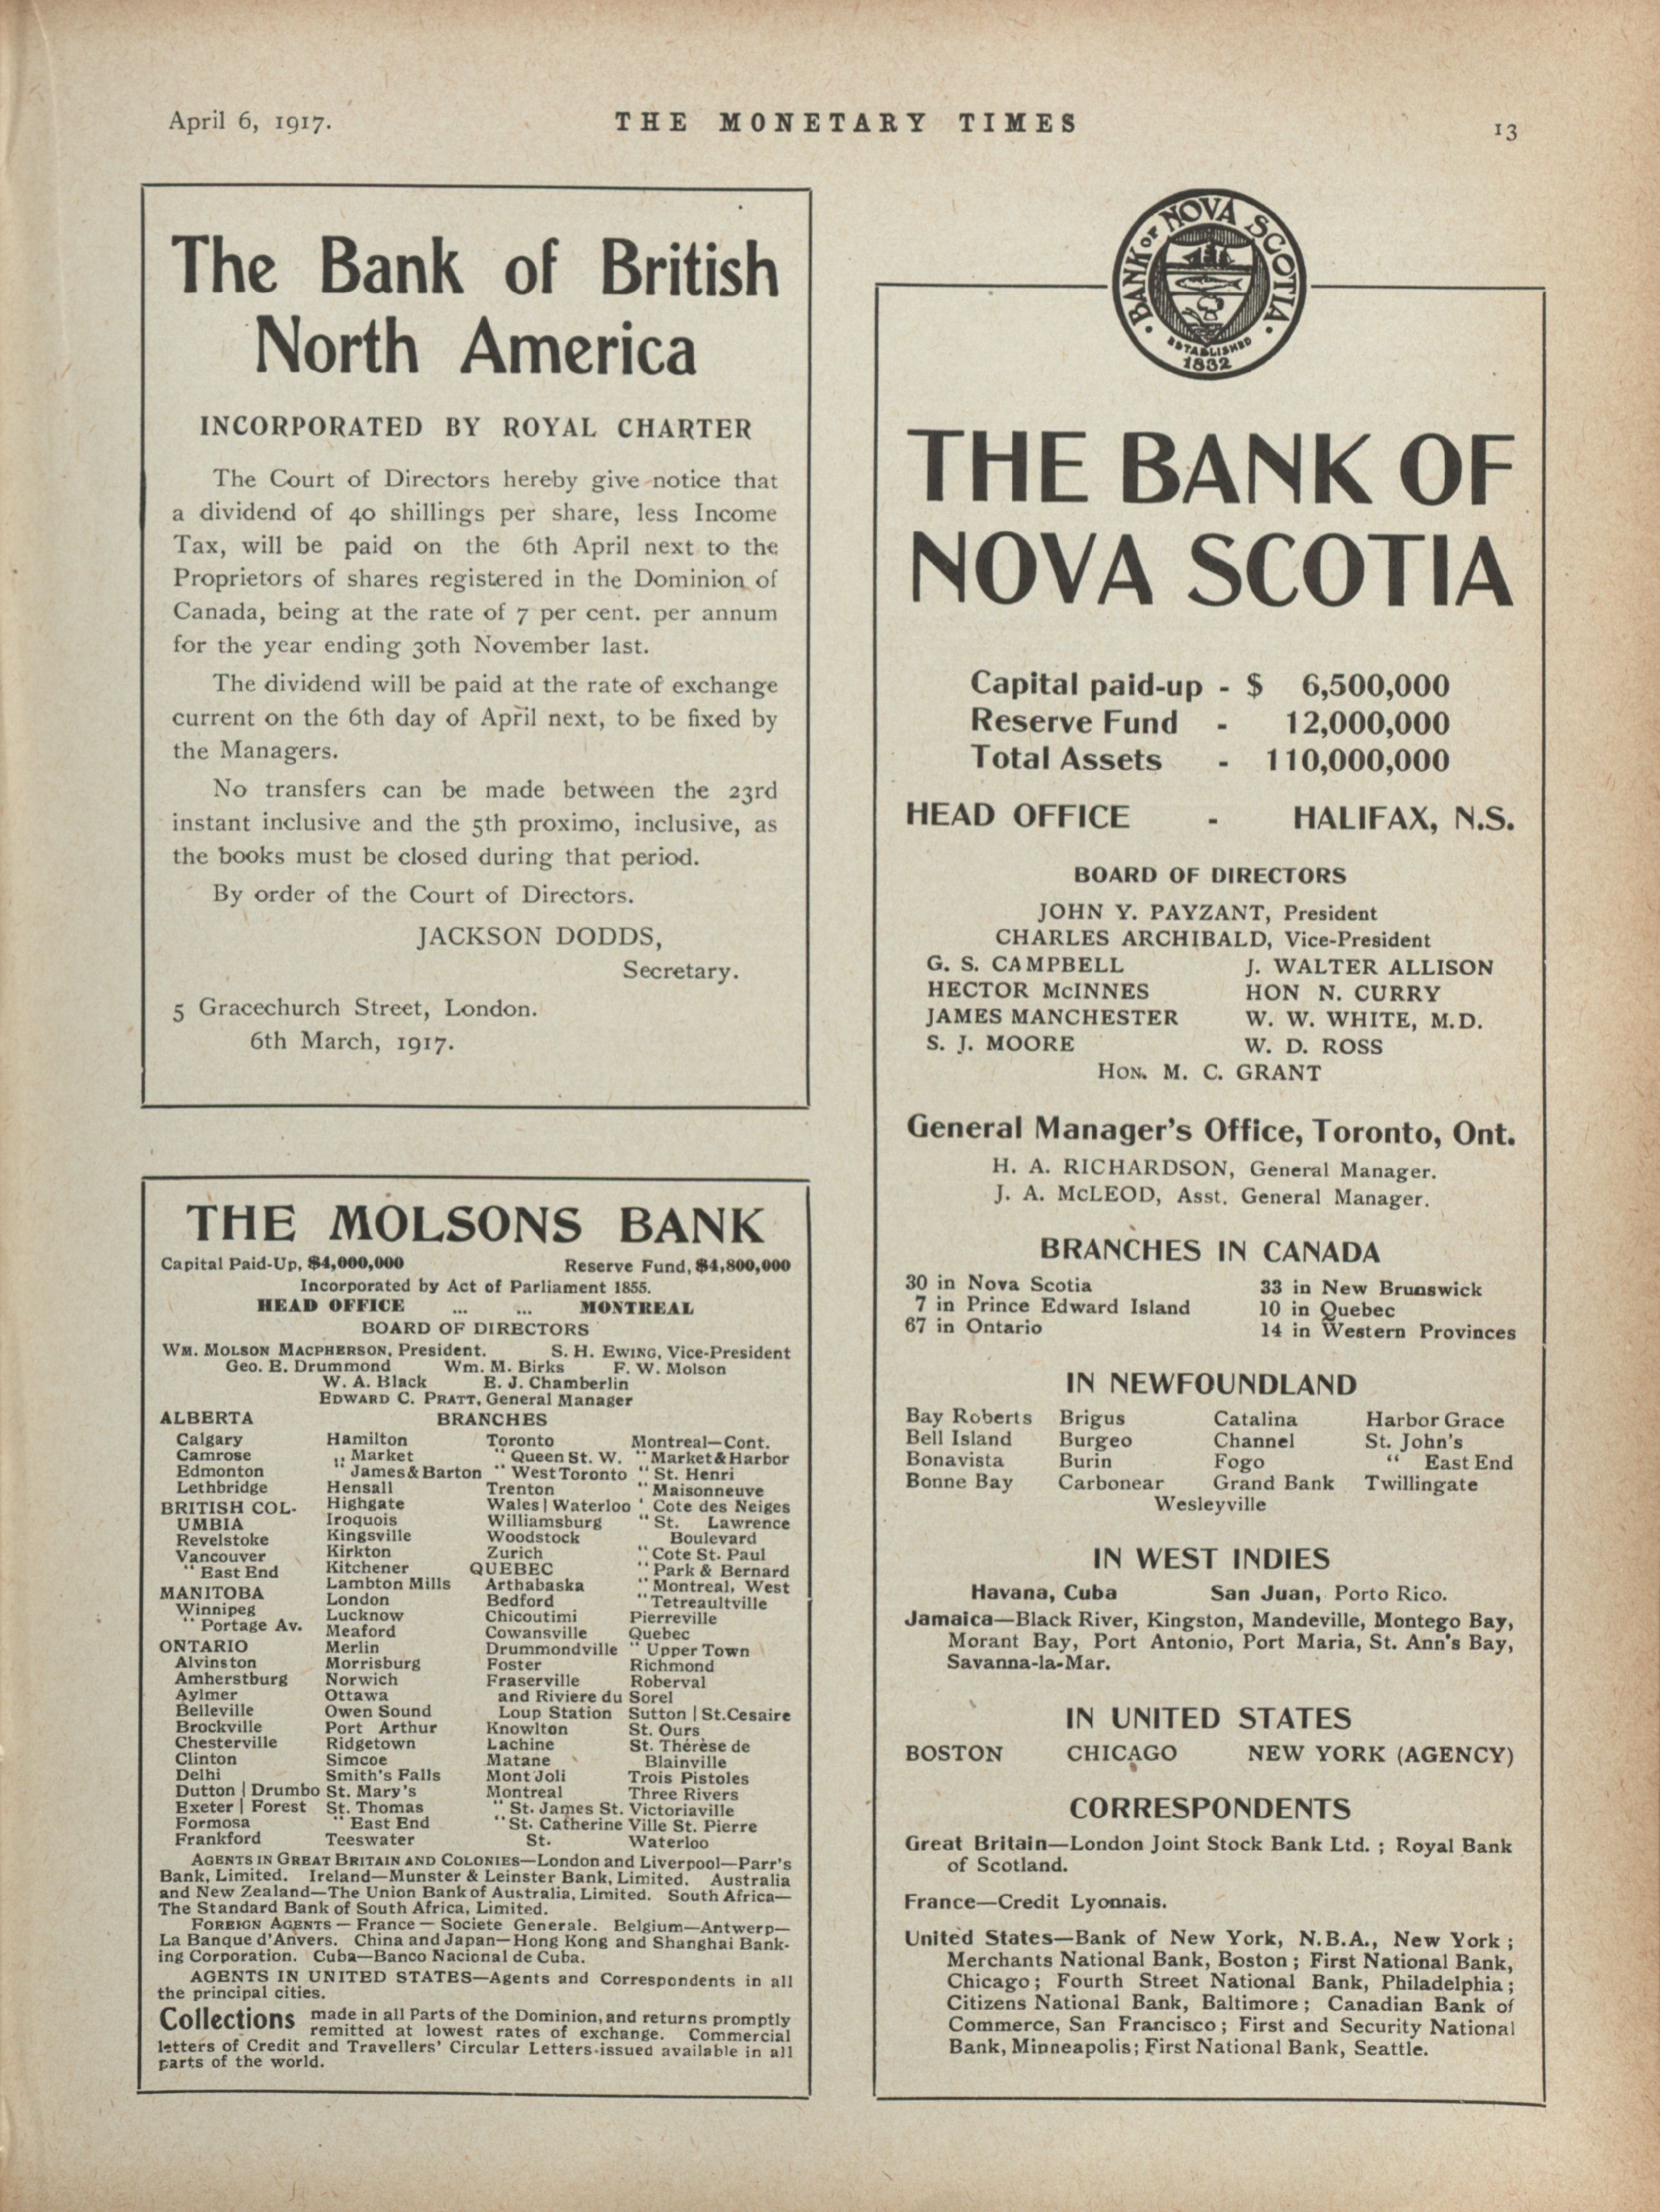 April 6, 1917.
THE MONETARY TIMES
13
The Bank of British
North America
INCORPORATED BY ROYAL CHARTER
The Court of Directors hereby give notice that
a dividend of 40 shillings per share, less Income
Tax, will be paid on the 6th April next to the
Proprietors of shares registered in the Dominion of
Canada, being at the rate of 7 per cent. per annum
for the year ending 30th November last.
The dividend will be paid at the rate of exchange
current on the 6th day of April next, to be fixed by
the Managers.
No transfers can be made between the 23rd
instant inclusive and the 5th proximo, inclusive, as
the books must be closed during that period.
By order of the Court of Directors.
JACKSON DODDS,
Secretary.
5 Gracechurch Street, London.
6th March, 1917.
THE MOLSONS BANK
Capital Paid-Up, $4,000,000 Reserve Fund, $4,800,000
Incorporated by Act of Parliament 1855.
HEAD OFFICE ... ... MONTREAL
BOARD OF DIRECTORS
WM. MOLSON MACPHERSON, President. S. H. EWING, Vice-President
Geo. E. Drummond Wm. M. Birks F. W. Molson
W. A. Black E. J. Chamberlin
EDWARD C. PRATT, General Manager
BRANCHES
ALBERTA
Calgary
Camrose
Edmonton
Lethbridge
BRITISH COL-
UMBIA
Revelstoke
Vancouver
" East End
MANITOBA
Winnipeg
" Portage Av.
ONTARIO
Alvinston
Amherstburg
Aylmer
Belleville
Brockville
Chesterville
Clinton
Delhi
Dutton | Drumbo
Exeter | Forest
Formosa
Frankford
Hamilton
" Market
" James & Barton
Hensall
Highgate
Iroquois
Kingsville
Kirkton
Kitchener
Lambton Mills
London
Lucknow
Meaford
Merlin
Morrisburg
Norwich
Ottawa
Owen Sound
Port Arthur
Ridgetown
Simcoe
Smith's Falls
St. Mary's
St. Thomas
" East End
Teeswater
Toronto
" Queen St. W.
" West Toronto
Trenton
Wales | Waterloo
Williamsburg
Woodstock
Zurich
QUEBEC
Arthabaska
Bedford
Chicoutimi
Cowansville
Drummondville
Foster
Fraserville
and Riviere du
Loup Station
Knowlton
Lachine
Matane
Mont Joli
Montreal
" St. James St.
" St. Catherine
St.
Montreal—Cont.
" Market & Harbor
" St. Henri
" Maisonneuve
' Cote des Neiges
" St. Lawrence
Boulevard
" Cote St. Paul
" Park & Bernard
" Montreal, West
" Tetreaultville
Pierreville
Quebec
" Upper Town
Richmond
Roberval
Sorel
Sutton | St.Cesaire
St. Ours
St. Thérèse de
Blainville
Trois Pistoles
Three Rivers
Victoriaville
Ville St. Pierre
Waterloo
AGENTS IN GREAT BRITAIN AND COLONIES—London and Liverpool—Parr's
Bank, Limited. Ireland—Munster & Leinster Bank, Limited. Australia
and New Zealand—The Union Bank of Australia, Limited. South Africa—
The Standard Bank of South Africa, Limited.
FOREIGN AGENTS — France — Societe Generale. Belgium—Antwerp—
La Banque d'Anvers. China and Japan—Hong Kong and Shanghai Bank-
ing Corporation. Cuba—Banco Nacional de Cuba.
AGENTS IN UNITED STATES—Agents and Correspondents in all
the principal cities.
Collections made in all Parts of the Dominion, and returns promptly
remitted at lowest rates of exchange. Commercial
letters of Credit and Travellers' Circular Letters issued available in all
parts of the world.
BANK OF NOVA SCOTIA
ESTABLISHED
1832
THE BANK OF
NOVA SCOTIA
Capital paid-up - $ 6,500,000
Reserve Fund - 12,000,000
Total Assets - 110,000,000
HEAD OFFICE - HALIFAX, N.S.
BOARD OF DIRECTORS
JOHN Y. PAYZANT, President
CHARLES ARCHIBALD, Vice-President
G. S. CAMPBELL J. WALTER ALLISON
HECTOR McINNES HON N. CURRY
JAMES MANCHESTER W. W. WHITE, M.D.
S. J. MOORE W. D. ROSS
HON. M. C. GRANT
General Manager's Office, Toronto, Ont.
H. A. RICHARDSON, General Manager.
J. A. McLEOD, Asst. General Manager.
BRANCHES IN CANADA
30 in Nova Scotia 33 in New Brunswick
7 in Prince Edward Island 10 in Quebec
67 in Ontario 14 in Western Provinces
IN NEWFOUNDLAND
Bay Roberts Brigus Catalina Harbor Grace
Bell Island Burgeo Channel St. John's
Bonavista Burin Fogo " East End
Bonne Bay Carbonear Grand Bank Twillingate
Wesleyville
IN WEST INDIES
Havana, Cuba San Juan, Porto Rico.
Jamaica—Black River, Kingston, Mandeville, Montego Bay,
Morant Bay, Port Antonio, Port Maria, St. Ann's Bay,
Savanna-la-Mar.
IN UNITED STATES
BOSTON CHICAGO NEW YORK (AGENCY)
CORRESPONDENTS
Great Britain—London Joint Stock Bank Ltd. ; Royal Bank
of Scotland.
France—Credit Lyonnais.
United States—Bank of New York, N.B.A., New York ;
Merchants National Bank, Boston ; First National Bank,
Chicago ; Fourth Street National Bank, Philadelphia ;
Citizens National Bank, Baltimore ; Canadian Bank of
Commerce, San Francisco ; First and Security National
Bank, Minneapolis ; First National Bank, Seattle.